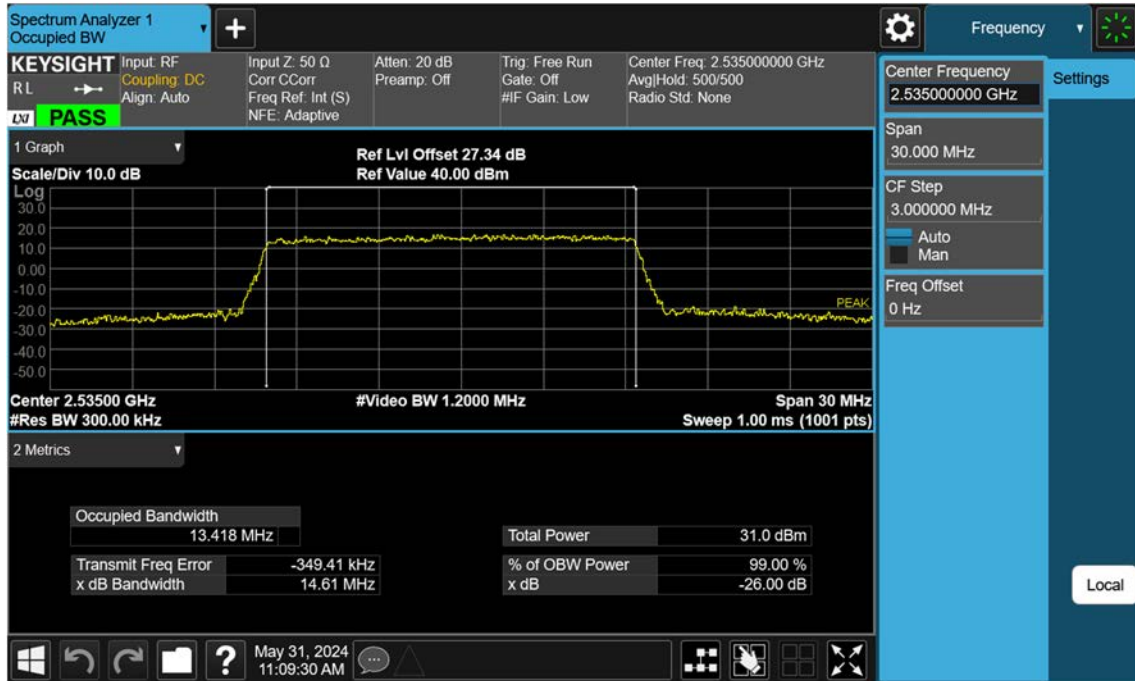 Spectrum Analyzer 1
Occupied BW
+
Frequency
KEYSIGHT
R L
LXI PASS
Input: RF
Coupling: DC
Align: Auto
Input Z: 50 Ω
Corr CCorr
Freq Ref: Int (S)
NFE: Adaptive
Atten: 20 dB
Preamp: Off
Trig: Free Run
Gate: Off
#IF Gain: Low
Center Freq: 2.535000000 GHz
Avg|Hold: 500/500
Radio Std: None
Center Frequency
2.535000000 GHz
Settings
Span
30.000 MHz
CF Step
3.000000 MHz
Auto
Man
Freq Offset
0 Hz
Local
1 Graph
Scale/Div 10.0 dB
Ref Lvl Offset 27.34 dB
Ref Value 40.00 dBm
Log
30.0
20.0
10.0
0.00
-10.0
-20.0
-30.0
-40.0
-50.0
PEAK
Center 2.53500 GHz
#Video BW 1.2000 MHz
Span 30 MHz
#Res BW 300.00 kHz
Sweep 1.00 ms (1001 pts)
2 Metrics
Occupied Bandwidth
13.418 MHz
Total Power 31.0 dBm
Transmit Freq Error -349.41 kHz
% of OBW Power 99.00 %
x dB Bandwidth 14.61 MHz
x dB -26.00 dB
?
May 31, 2024
11:09:30 AM